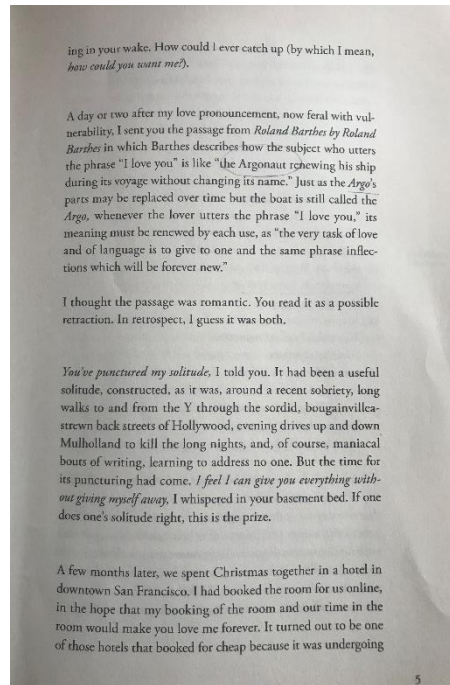 ing in your wake. How could I ever catch up (by which I mean,
how could you want me?).
A day or two after my love pronouncement, now feral with vul-
nerability, I sent you the passage from Roland Barthes by Roland
Barthes in which Barthes describes how the subject who utters
the phrase “I love you” is like “the Argonaut renewing his ship
during its voyage without changing its name.” Just as the Argo’s
parts may be replaced over time but the boat is still called the
Argo, whenever the lover utters the phrase “I love you,” its
meaning must be renewed by each use, as “the very task of love
and of language is to give to one and the same phrase inflec-
tions which will be forever new.”
I thought the passage was romantic. You read it as a possible
retraction. In retrospect, I guess it was both.
You’ve punctured my solitude, I told you. It had been a useful
solitude, constructed, as it was, around a recent sobriety, long
walks to and from the Y through the sordid, bougainvillea-
strewn back streets of Hollywood, evening drives up and down
Mulholland to kill the long nights, and, of course, maniacal
bouts of writing, learning to address no one. But the time for
its puncturing had come. I feel I can give you everything with-
out giving myself away, I whispered in your basement bed. If one
does one’s solitude right, this is the prize.
A few months later, we spent Christmas together in a hotel in
downtown San Francisco. I had booked the room for us online,
in the hope that my booking of the room and our time in the
room would make you love me forever. It turned out to be one
of those hotels that booked for cheap because it was undergoing
5